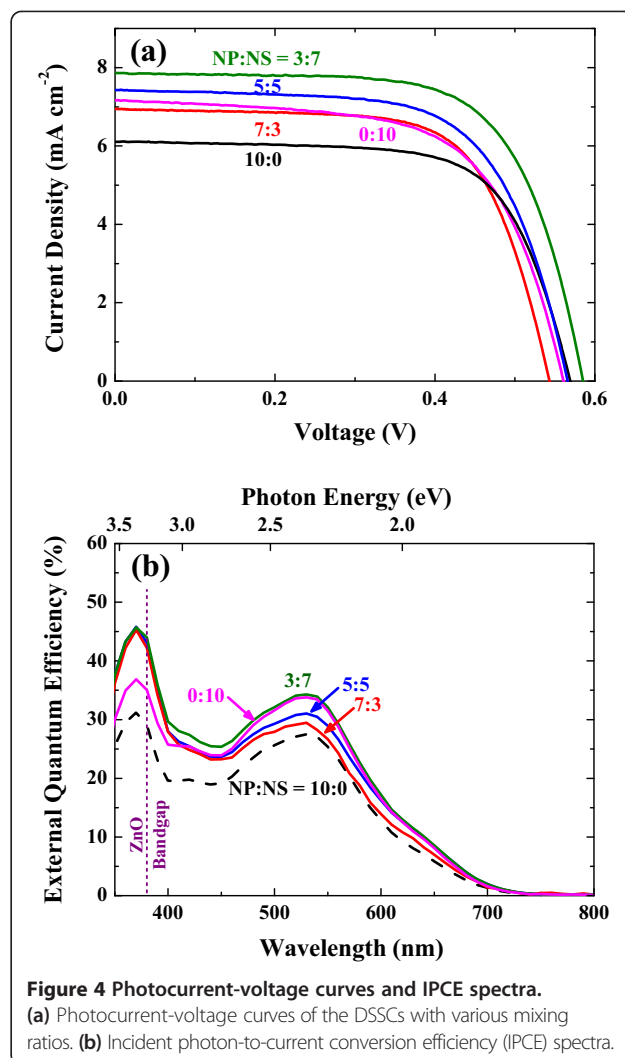 (a)
NP:NS = 3:7
5:5
7:3
0:10
10:0
8
6
4
2
0
Current Density (mA cm-2)
0.0 0.2 0.4 0.6
Voltage (V)
Photon Energy (eV)
3.5 3.0 2.5 2.0
(b)
60
50
40
30
20
10
0
External Quantum Efficiency (%)
3:7
0:10
5:5
7:3
NP:NS = 10:0
ZnO
Bandgap
400 500 600 700 800
Wavelength (nm)
Figure 4 Photocurrent-voltage curves and IPCE spectra.
(a) Photocurrent-voltage curves of the DSSCs with various mixing
ratios. (b) Incident photon-to-current conversion efficiency (IPCE) spectra.